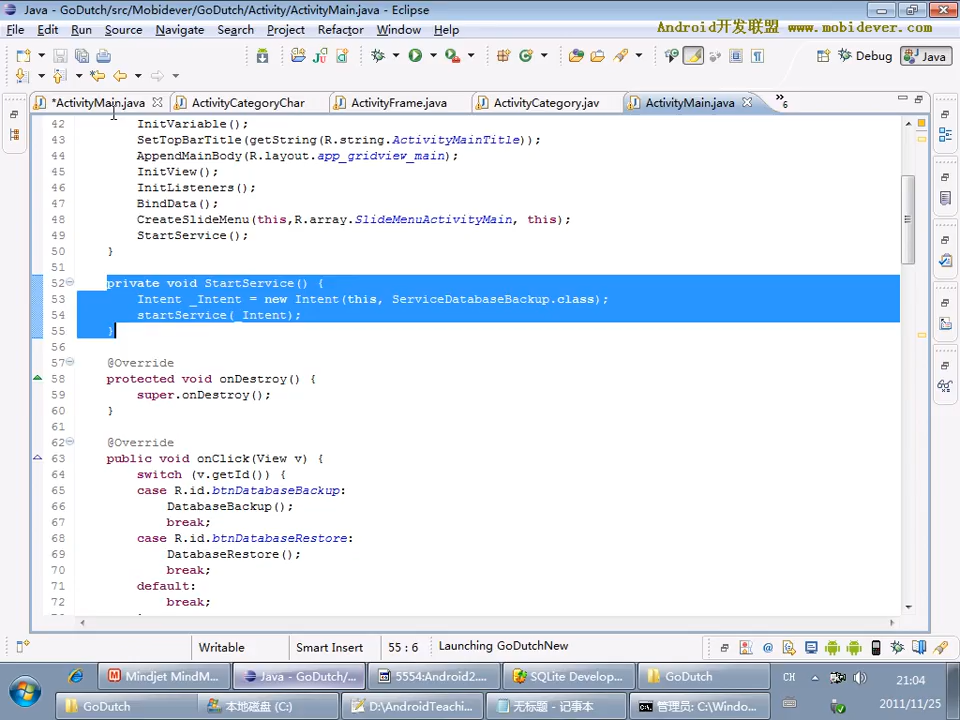 Java - GoDutch/src/Mobidever/GoDutch/Activity/ActivityMain.java - Eclipse
File Edit Run Source Navigate Search Project Refactor Window Help
Android开发联盟 www.mobidever.com
Debug Java
*ActivityMain.java ActivityCategoryChar ActivityFrame.java ActivityCategory.jav ActivityMain.java »6
42 InitVariable();
43 SetTopBarTitle(getString(R.string.ActivityMainTitle));
44 AppendMainBody(R.layout.app_gridview_main);
45 InitView();
46 InitListeners();
47 BindData();
48 CreateSlideMenu(this,R.array.SlideMenuActivityMain, this);
49 StartService();
50 }
51
52 private void StartService() {
53 Intent _Intent = new Intent(this, ServiceDatabaseBackup.class);
54 startService(_Intent);
55 }
56
57 @Override
58 protected void onDestroy() {
59 super.onDestroy();
60 }
61
62 @Override
63 public void onClick(View v) {
64 switch (v.getId()) {
65 case R.id.btnDatabaseBackup:
66 DatabaseBackup();
67 break;
68 case R.id.btnDatabaseRestore:
69 DatabaseRestore();
70 break;
71 default:
72 break;
Writable Smart Insert 55 : 6 Launching GoDutchNew
Mindjet MindM... Java - GoDutch/... 5554:Android2.... SQLite Develop... GoDutch CH 21:04
GoDutch 本地磁盘 (C:) D:\AndroidTeachi... 无标题 - 记事本 管理员: C:\Windo... 2011/11/25